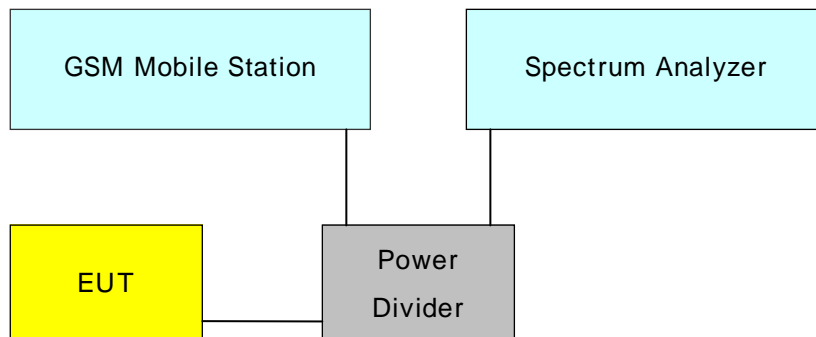 GSM Mobile Station
Spectrum Analyzer
EUT
Power
Divider